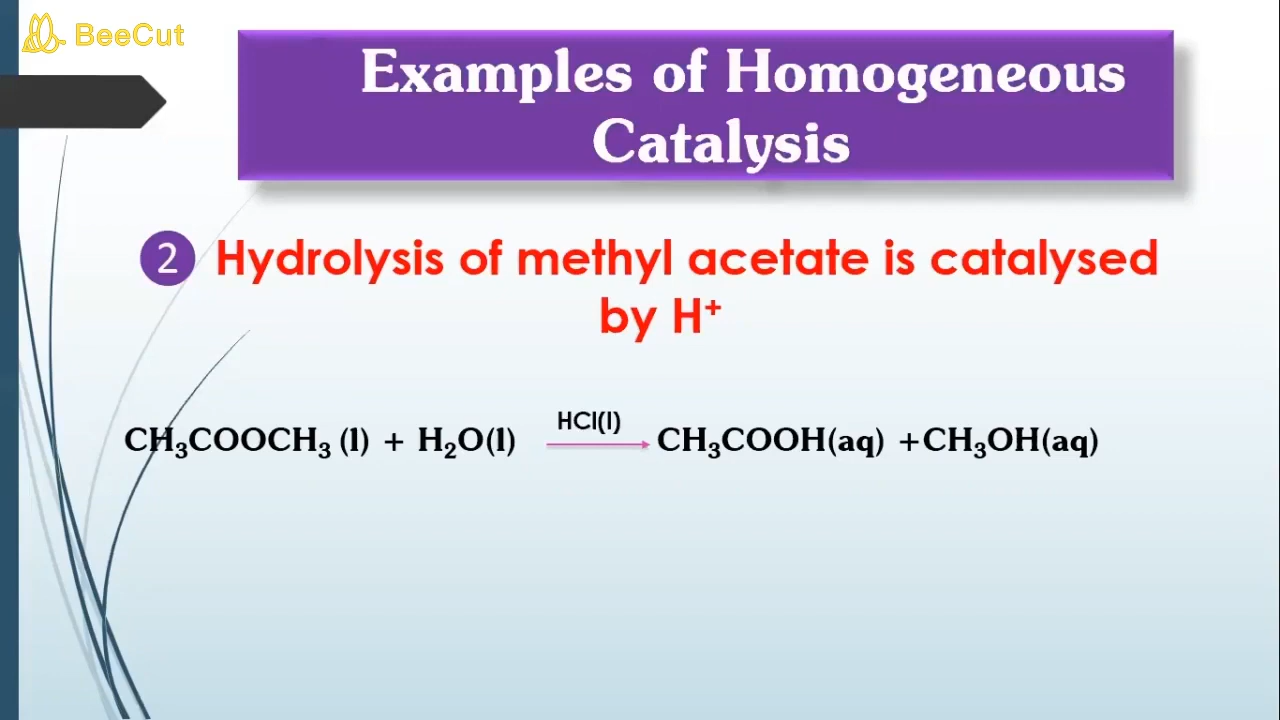 BeeCut
Examples of Homogeneous
Catalysis
2 Hydrolysis of methyl acetate is catalysed
by H⁺
HCl(l)
CH₃COOCH₃ (l) + H₂O(l) → CH₃COOH(aq) +CH₃OH(aq)